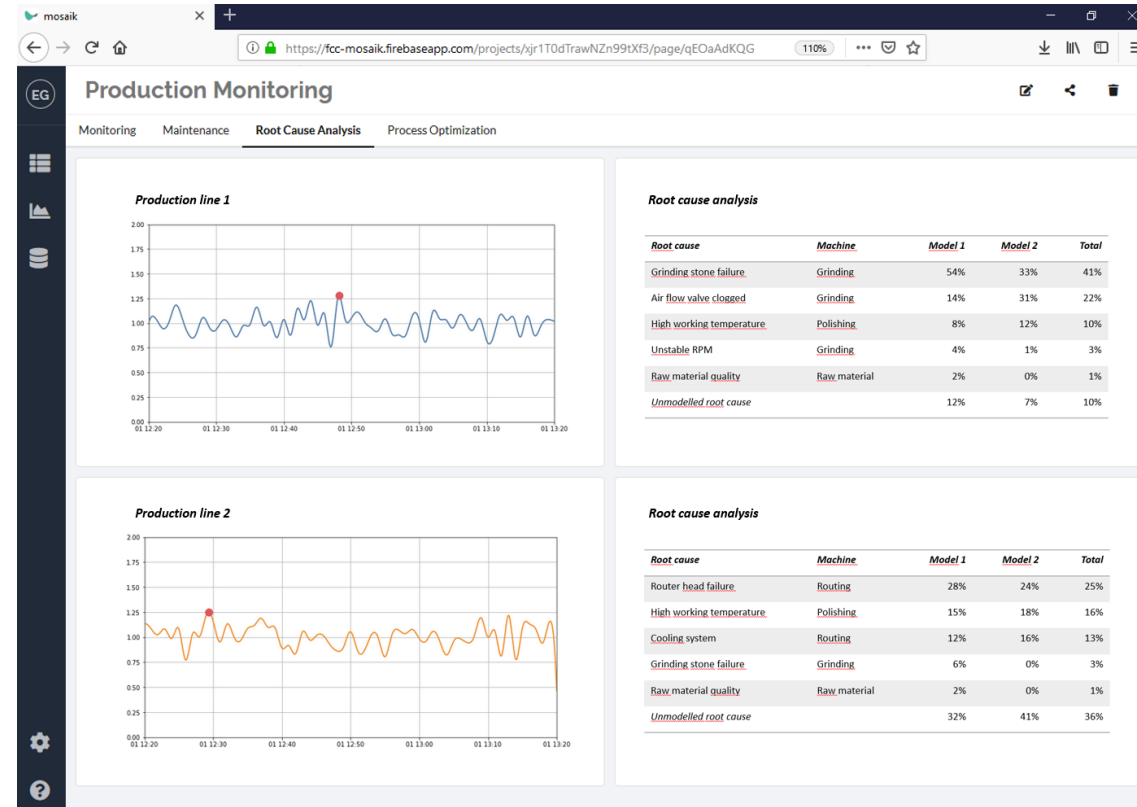 mosaik
https://fcc-mosaik.firebaseapp.com/projects/xjr1T0dTrawNZn99tXf3/page/qEOaAdKQG
110%
EG
Production Monitoring
Monitoring Maintenance Root Cause Analysis Process Optimization
Production line 1
2.00
1.75
1.50
1.25
1.00
0.75
0.50
0.25
0.00
01 12:20 01 12:30 01 12:40 01 12:50 01 13:00 01 13:10 01 13:20
Root cause analysis
Root cause Machine Model 1 Model 2 Total
Grinding stone failure Grinding 54% 33% 41%
Air flow valve clogged Grinding 14% 31% 22%
High working temperature Polishing 8% 12% 10%
Unstable RPM Grinding 4% 1% 3%
Raw material quality Raw material 2% 0% 1%
Unmodelled root cause 12% 7% 10%
Production line 2
2.00
1.75
1.50
1.25
1.00
0.75
0.50
0.25
0.00
01 12:20 01 12:30 01 12:40 01 12:50 01 13:00 01 13:10 01 13:20
Root cause analysis
Root cause Machine Model 1 Model 2 Total
Router head failure Routing 28% 24% 25%
High working temperature Polishing 15% 18% 16%
Cooling system Routing 12% 16% 13%
Grinding stone failure Grinding 6% 0% 3%
Raw material quality Raw material 2% 0% 1%
Unmodelled root cause 32% 41% 36%